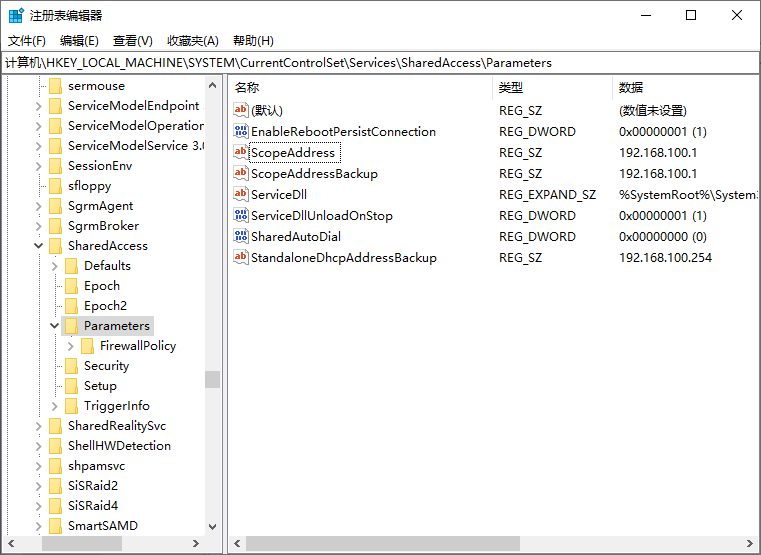 注册表编辑器
文件(F) 编辑(E) 查看(V) 收藏夹(A) 帮助(H)
计算机\HKEY_LOCAL_MACHINE\SYSTEM\CurrentControlSet\Services\SharedAccess\Parameters
sermouse
ServiceModelEndpoint
ServiceModelOperation
ServiceModelService 3.0
SessionEnv
sfloppy
SgrmAgent
SgrmBroker
SharedAccess
Defaults
Epoch
Epoch2
Parameters
FirewallPolicy
Security
Setup
TriggerInfo
SharedRealitySvc
ShellHWDetection
shpamsvc
SiSRaid2
SiSRaid4
SmartSAMD
名称 类型 数据
(默认) REG_SZ (数值未设置)
EnableRebootPersistConnection REG_DWORD 0x00000001 (1)
ScopeAddress REG_SZ 192.168.100.1
ScopeAddressBackup REG_SZ 192.168.100.1
ServiceDll REG_EXPAND_SZ %SystemRoot%\System3
ServiceDllUnloadOnStop REG_DWORD 0x00000001 (1)
SharedAutoDial REG_DWORD 0x00000000 (0)
StandaloneDhcpAddressBackup REG_SZ 192.168.100.254